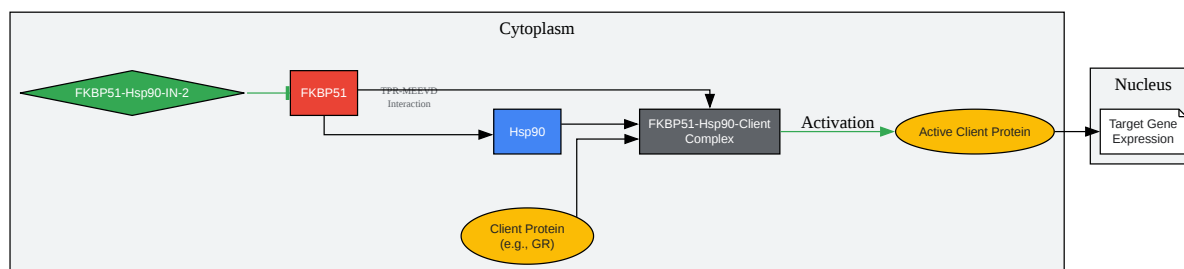 Cytoplasm
FKBP51-Hsp90-IN-2
FKBP51
TPR-MEEVD
Interaction
Hsp90
FKBP51-Hsp90-Client
Complex
Activation
Active Client Protein
Client Protein
(e.g., GR)
Nucleus
Target Gene
Expression